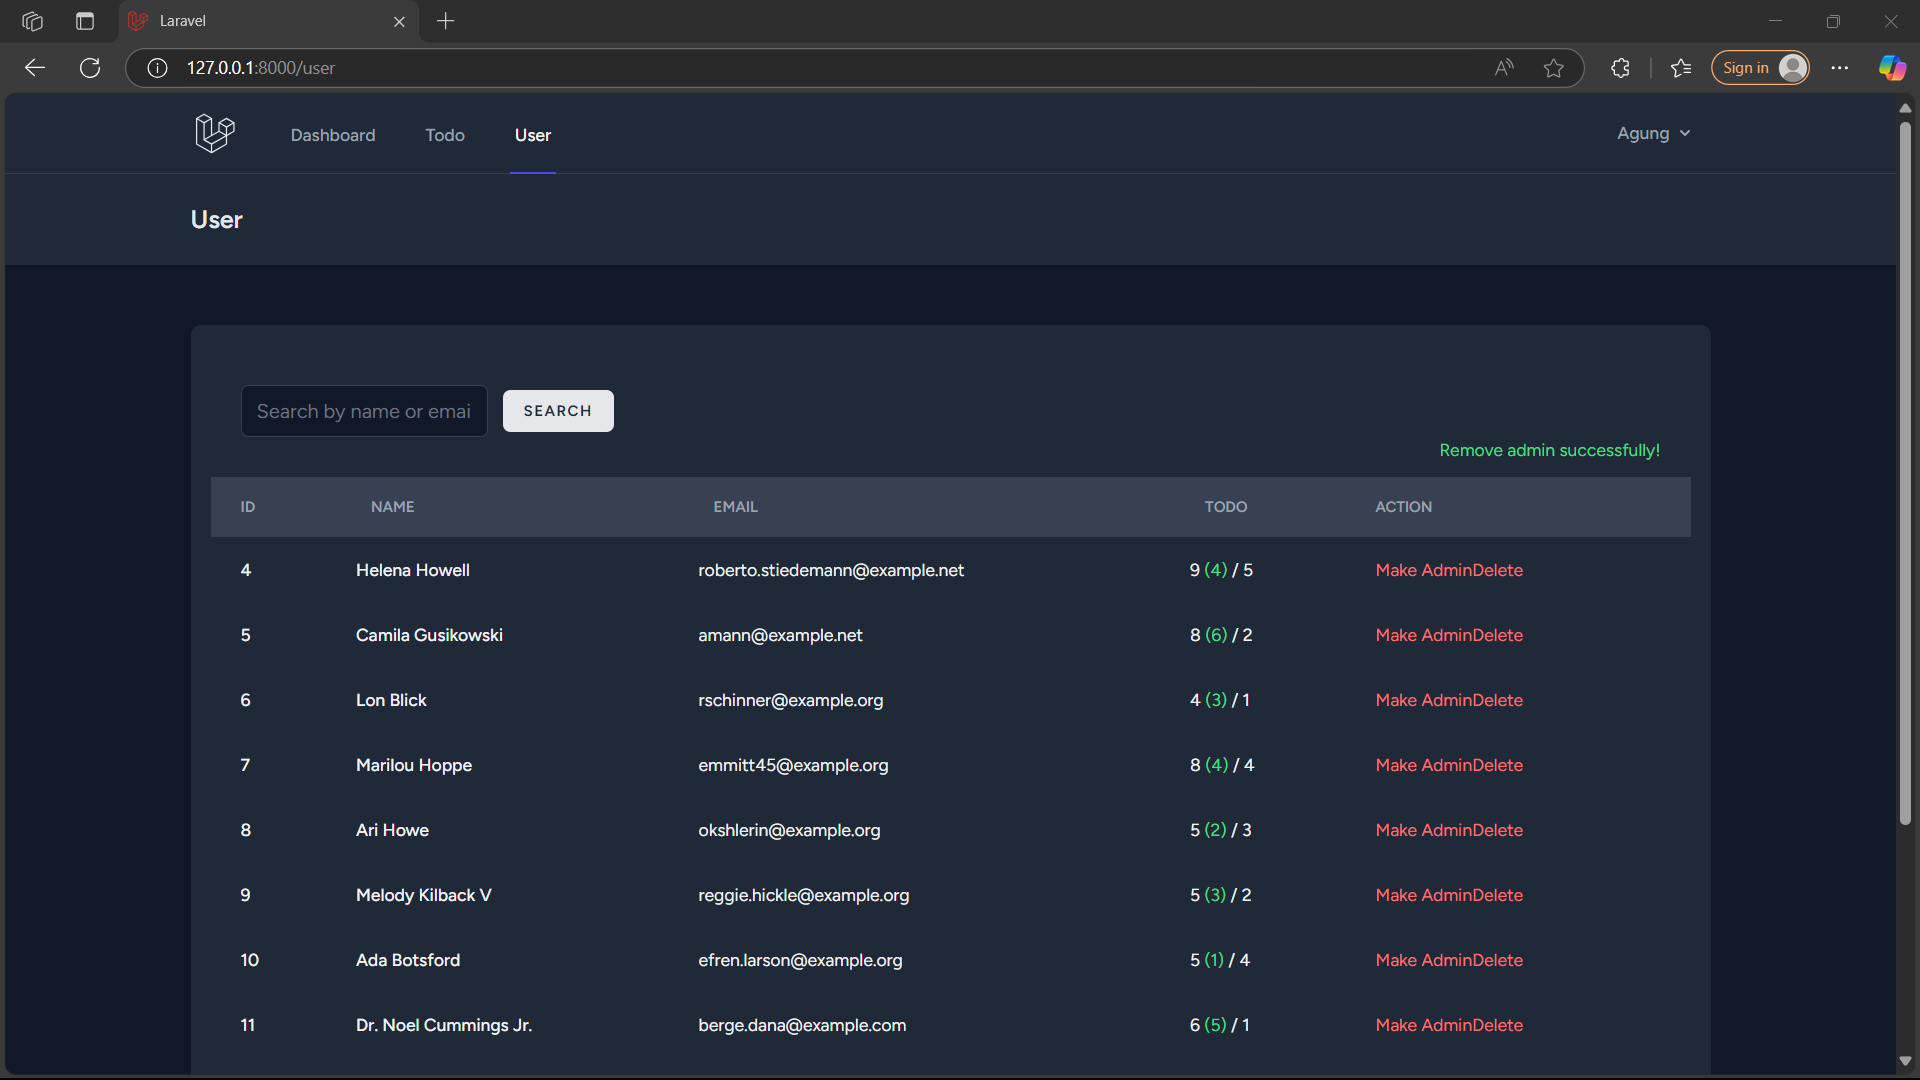 Laravel
127.0.0.1:8000/user
Sign in
Dashboard Todo User Agung
User
Search by name or emai SEARCH
Remove admin successfully!
ID NAME EMAIL TODO ACTION
4 Helena Howell roberto.stiedemann@example.net 9 (4) / 5 Make AdminDelete
5 Camila Gusikowski amann@example.net 8 (6) / 2 Make AdminDelete
6 Lon Blick rschinner@example.org 4 (3) / 1 Make AdminDelete
7 Marilou Hoppe emmitt45@example.org 8 (4) / 4 Make AdminDelete
8 Ari Howe okshlerin@example.org 5 (2) / 3 Make AdminDelete
9 Melody Kilback V reggie.hickle@example.org 5 (3) / 2 Make AdminDelete
10 Ada Botsford efren.larson@example.org 5 (1) / 4 Make AdminDelete
11 Dr. Noel Cummings Jr. berge.dana@example.com 6 (5) / 1 Make AdminDelete